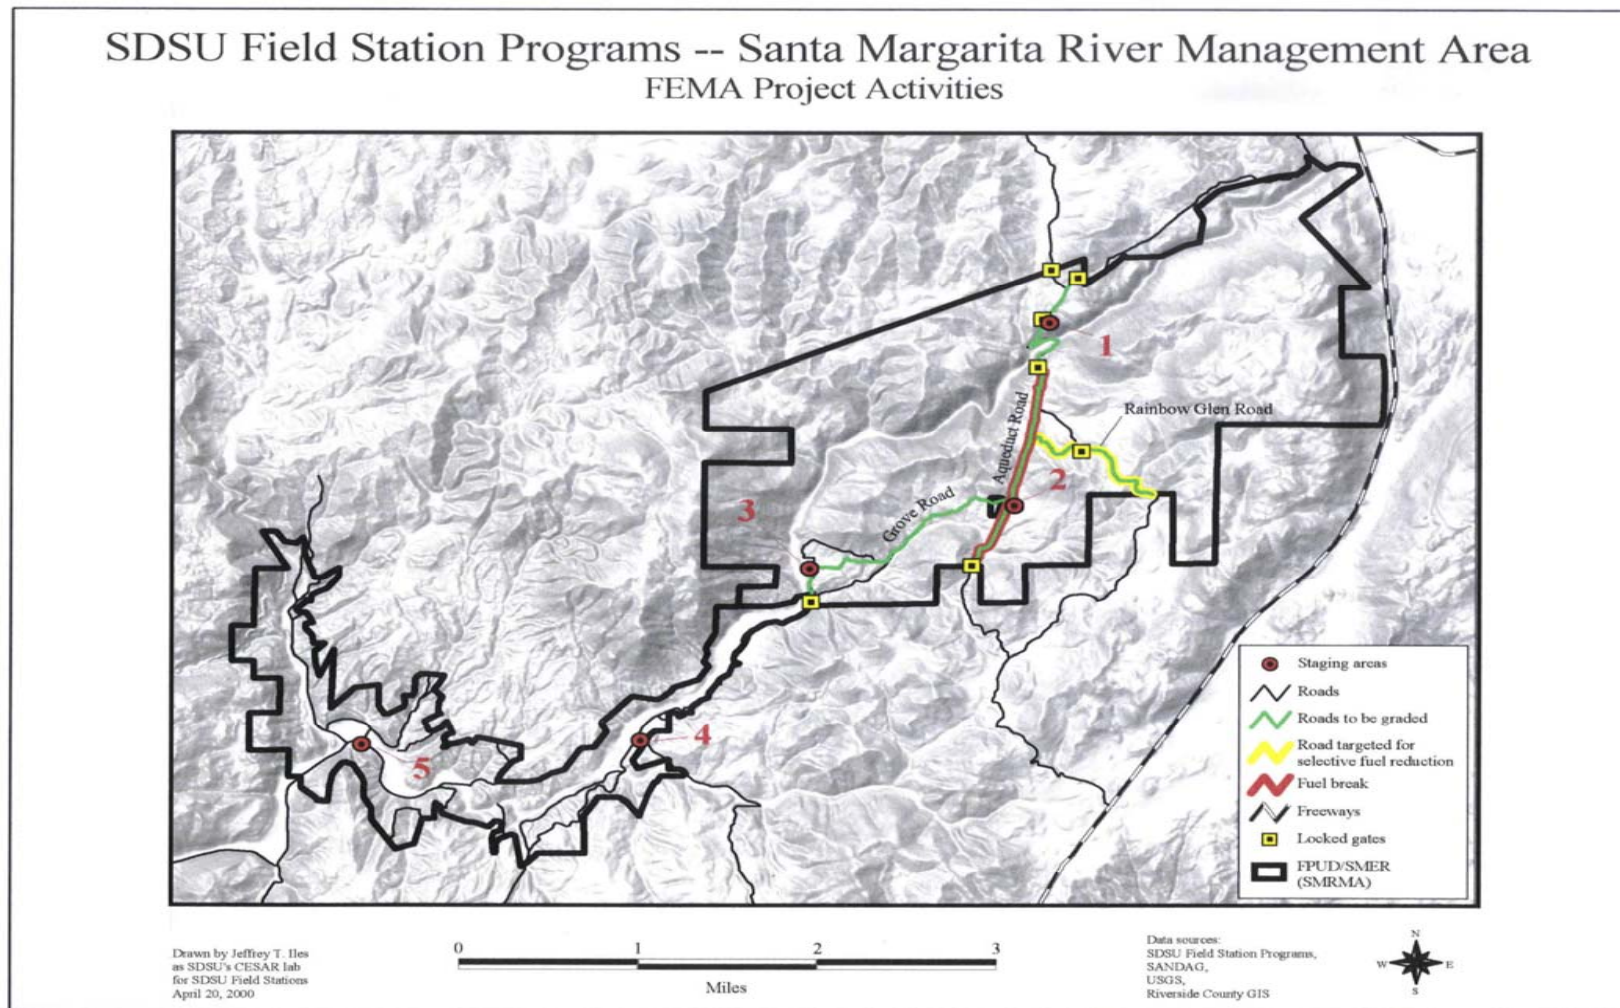 SDSU Field Station Programs -- Santa Margarita River Management Area
FEMA Project Activities
1
Rainbow Glen Road
Aqueduct Road
2
3
Grove Road
4
5
Staging areas
Roads
Roads to be graded
Road targeted for
selective fuel reduction
Fuel break
Freeways
Locked gates
FPUD/SMER
(SMRMA)
Drawn by Jeffrey T. Iles
as SDSU's CESAR lab
for SDSU Field Stations
April 20, 2000
0 1 2 3
Miles
Data sources:
SDSU Field Station Programs,
SANDAG,
USGS,
Riverside County GIS
N
W E
S